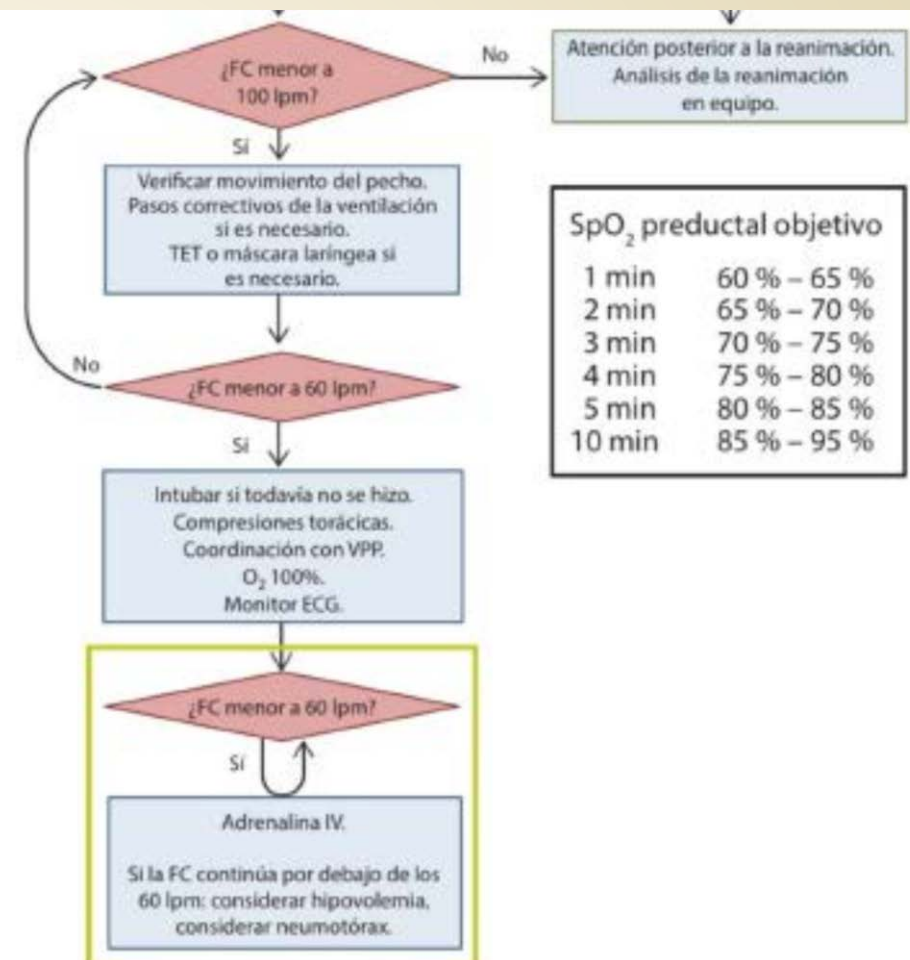 ¿FC menor a
100 lpm?
No
Atención posterior a la reanimación.
Análisis de la reanimación
en equipo.
Sí
Verificar movimiento del pecho.
Pasos correctivos de la ventilación
si es necesario.
TET o máscara laríngea si
es necesario.
SpO₂ preductal objetivo
1 min 60 % – 65 %
2 min 65 % – 70 %
3 min 70 % – 75 %
4 min 75 % – 80 %
5 min 80 % – 85 %
10 min 85 % – 95 %
No
¿FC menor a 60 lpm?
Sí
Intubar si todavía no se hizo.
Compresiones torácicas.
Coordinación con VPP.
O₂ 100%.
Monitor ECG.
¿FC menor a 60 lpm?
Sí
Adrenalina IV.
Si la FC continúa por debajo de los
60 lpm: considerar hipovolemia,
considerar neumotórax.